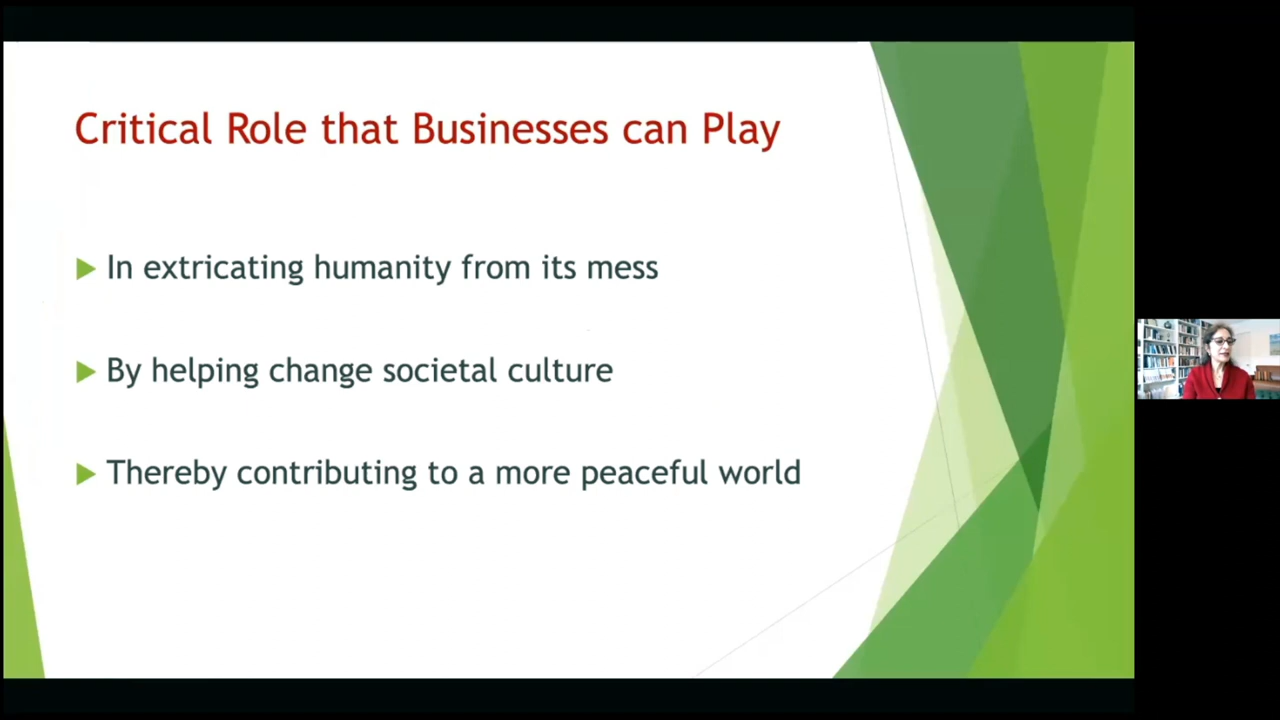 Critical Role that Businesses can Play
In extricating humanity from its mess
By helping change societal culture
Thereby contributing to a more peaceful world